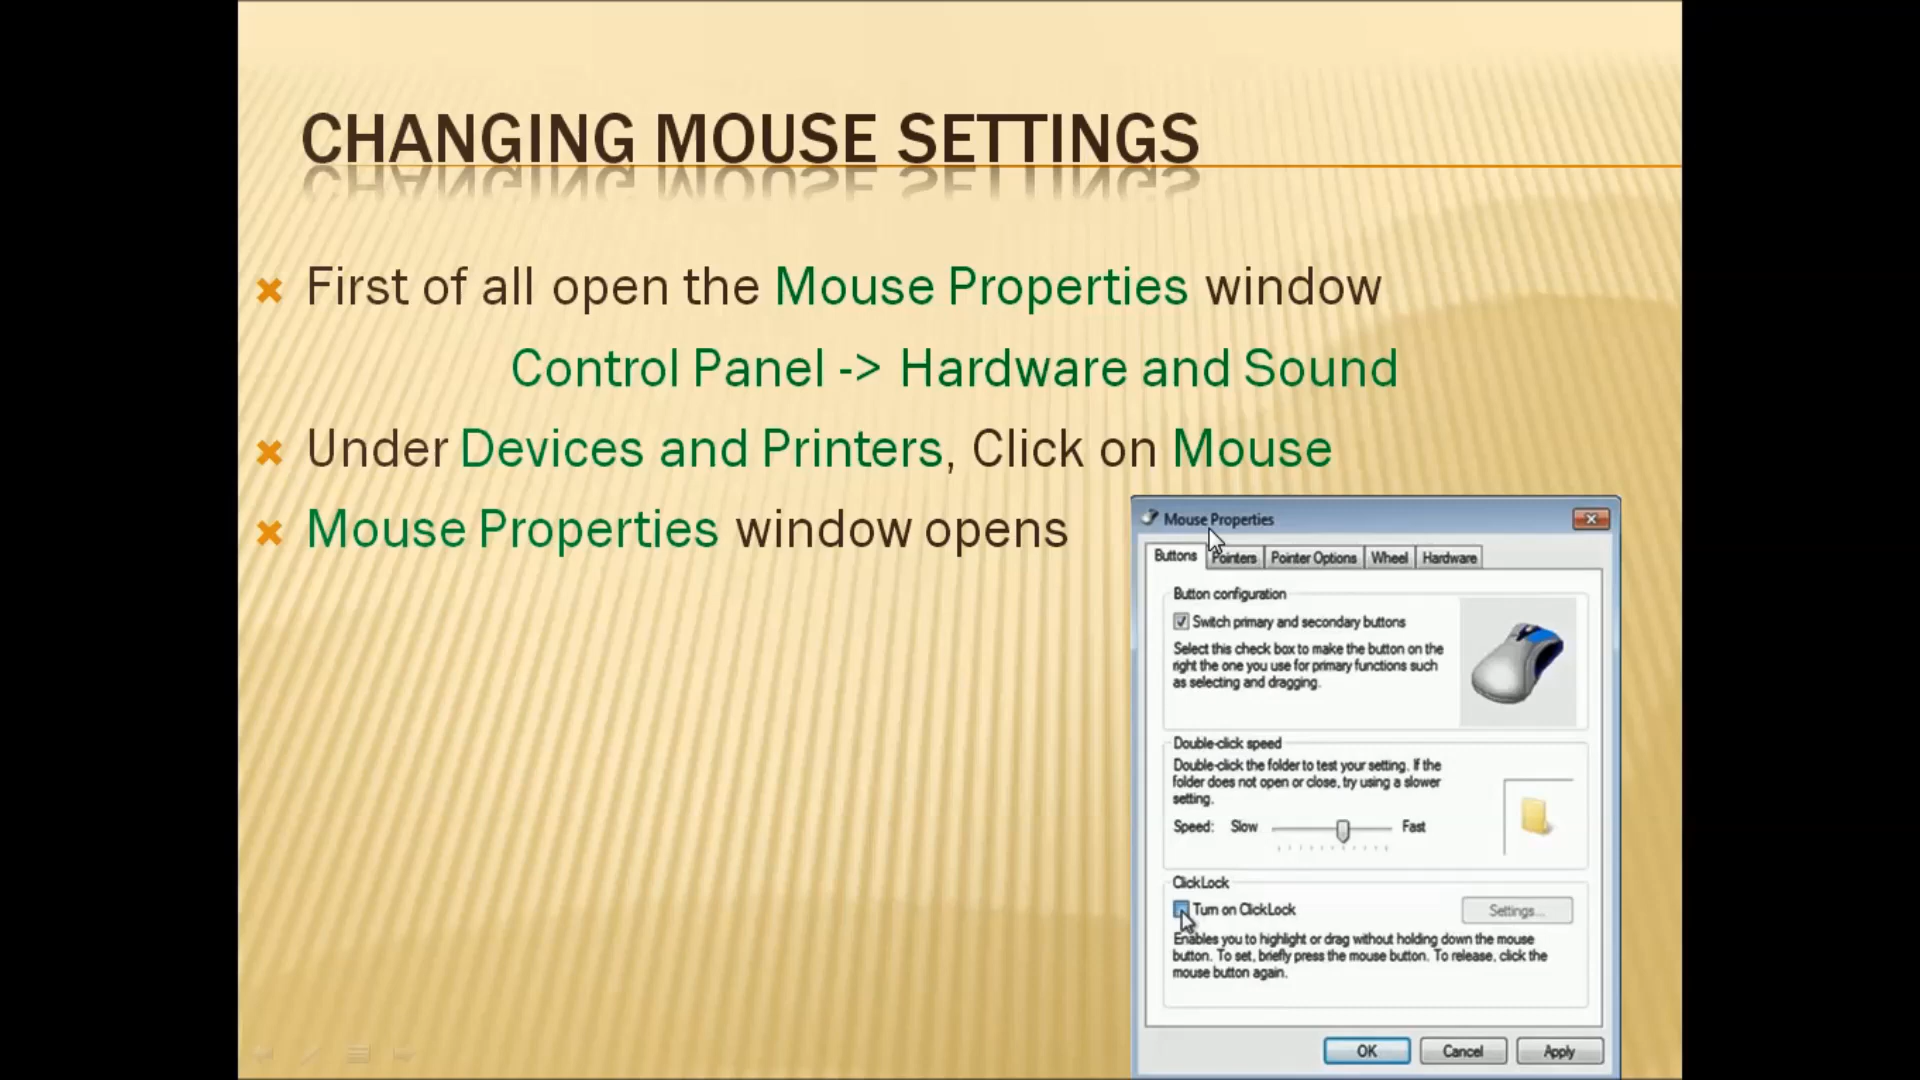 CHANGING MOUSE SETTINGS
First of all open the Mouse Properties window
Control Panel -> Hardware and Sound
Under Devices and Printers, Click on Mouse
Mouse Properties window opens
Mouse Properties
Buttons Pointers Pointer Options Wheel Hardware
Button configuration
Switch primary and secondary buttons
Select this check box to make the button on the
right the one you use for primary functions such
as selecting and dragging.
Double-click speed
Double-click the folder to test your setting. If the
folder does not open or close, try using a slower
setting.
Speed: Slow Fast
ClickLock
Turn on ClickLock Settings...
Enables you to highlight or drag without holding down the mouse
button. To set, briefly press the mouse button. To release, click the
mouse button again.
OK Cancel Apply